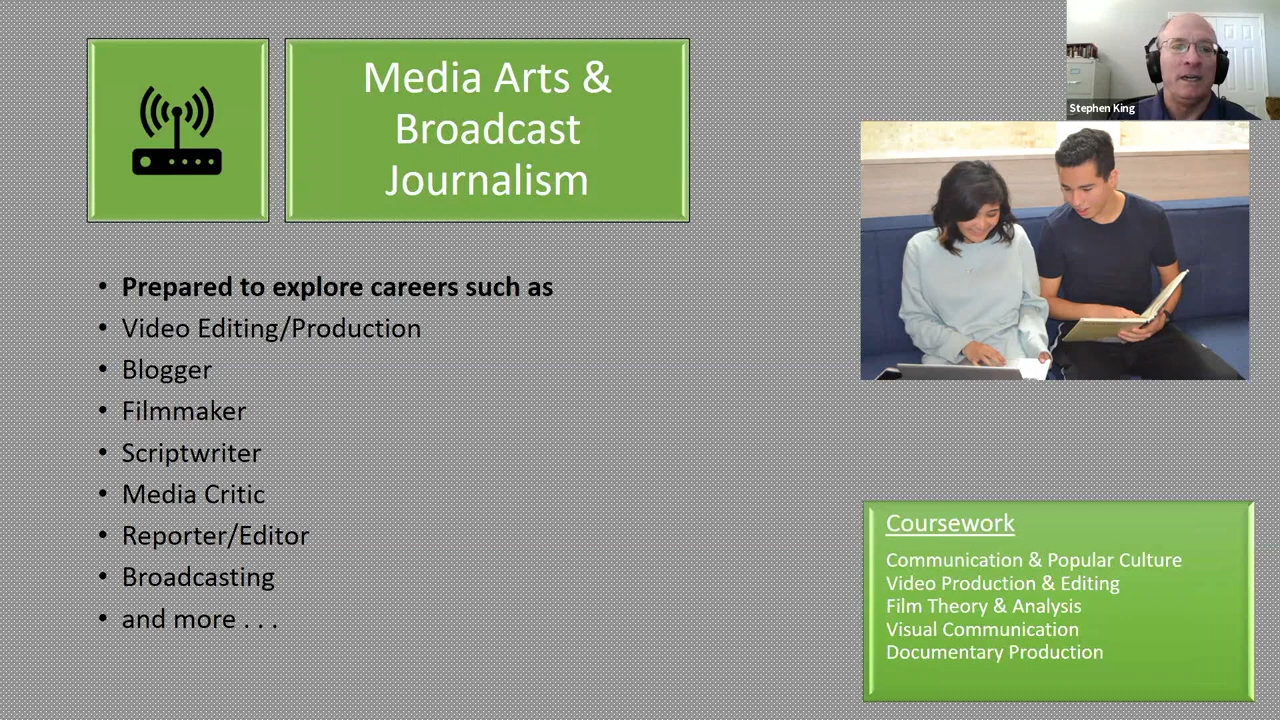 Media Arts &
Broadcast
Journalism
Stephen King
• Prepared to explore careers such as
• Video Editing/Production
• Blogger
• Filmmaker
• Scriptwriter
• Media Critic
• Reporter/Editor
• Broadcasting
• and more . . .
Coursework
Communication & Popular Culture
Video Production & Editing
Film Theory & Analysis
Visual Communication
Documentary Production